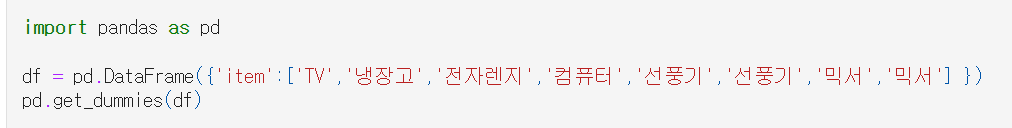 import pandas as pd
df = pd.DataFrame({'item':['TV','냉장고','전자렌지','컴퓨터','선풍기','선풍기','믹서','믹서'] })
pd.get_dummies(df)